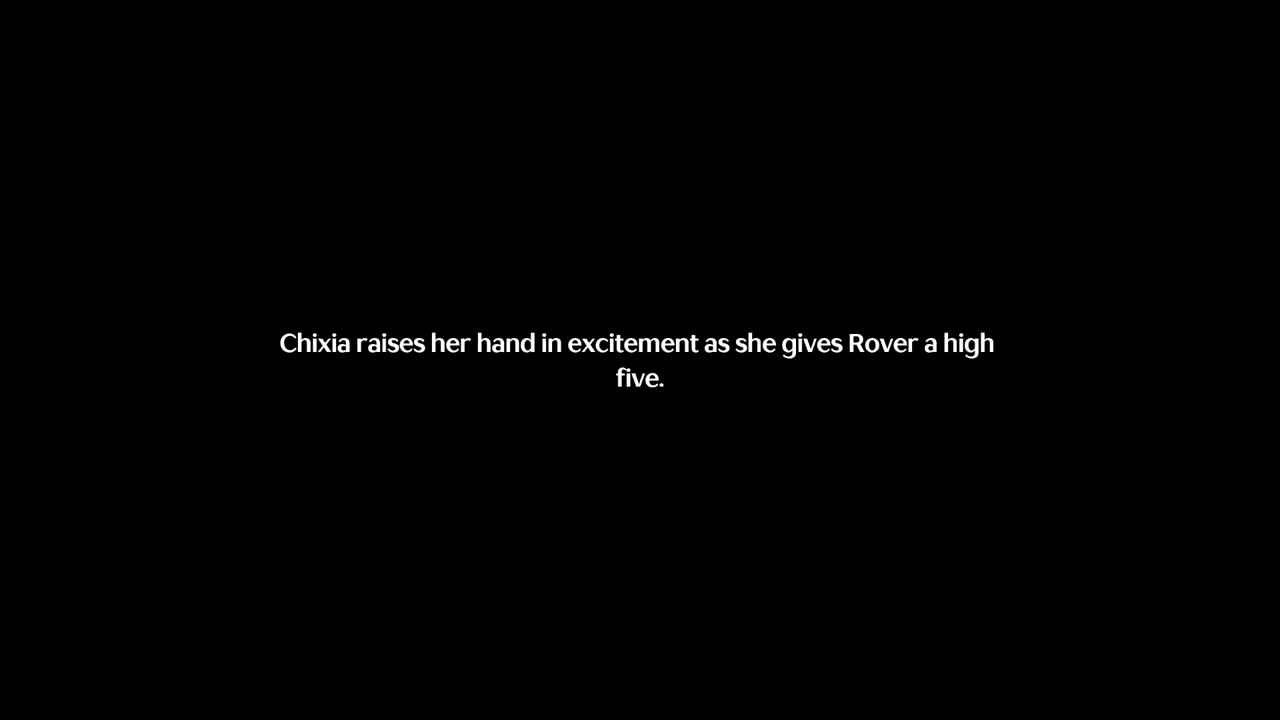 Chixia raises her hand in excitement as she gives Rover a high
five.